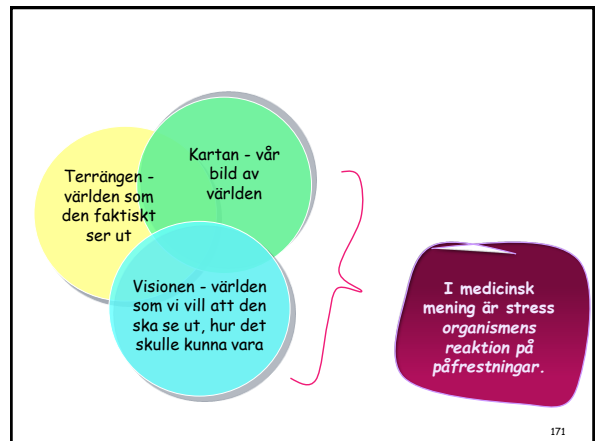 Terrängen -
världen som
den faktiskt
ser ut
Kartan - vår
bild av
världen
Visionen - världen
som vi vill att den
ska se ut, hur det
skulle kunna vara
I medicinsk
mening är stress
organismens
reaktion på
påfrestningar.
171